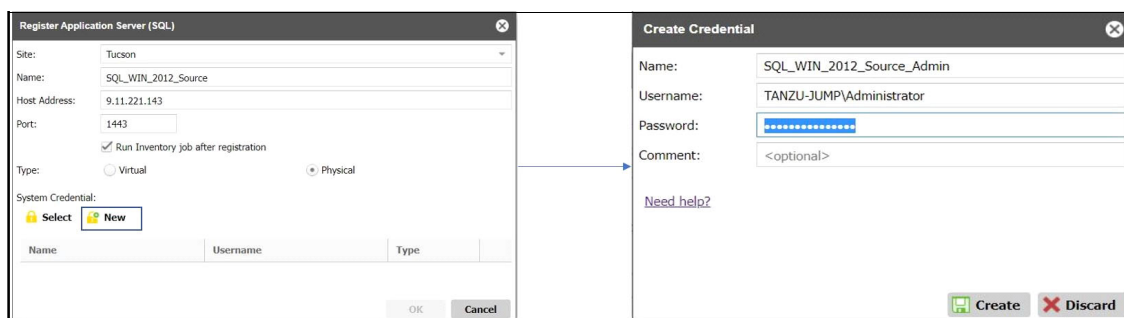 Register Application Server (SQL)
Site: Tucson
Name: SQL_WIN_2012_Source
Host Address: 9.11.221.143
Port: 1443
Run Inventory job after registration
Type: Virtual Physical
System Credential:
Select New
Name Username Type
OK Cancel
Create Credential
Name: SQL_WIN_2012_Source_Admin
Username: TANZU-JUMP\Administrator
Password: •••••••••••••••
Comment: <optional>
Need help?
Create Discard